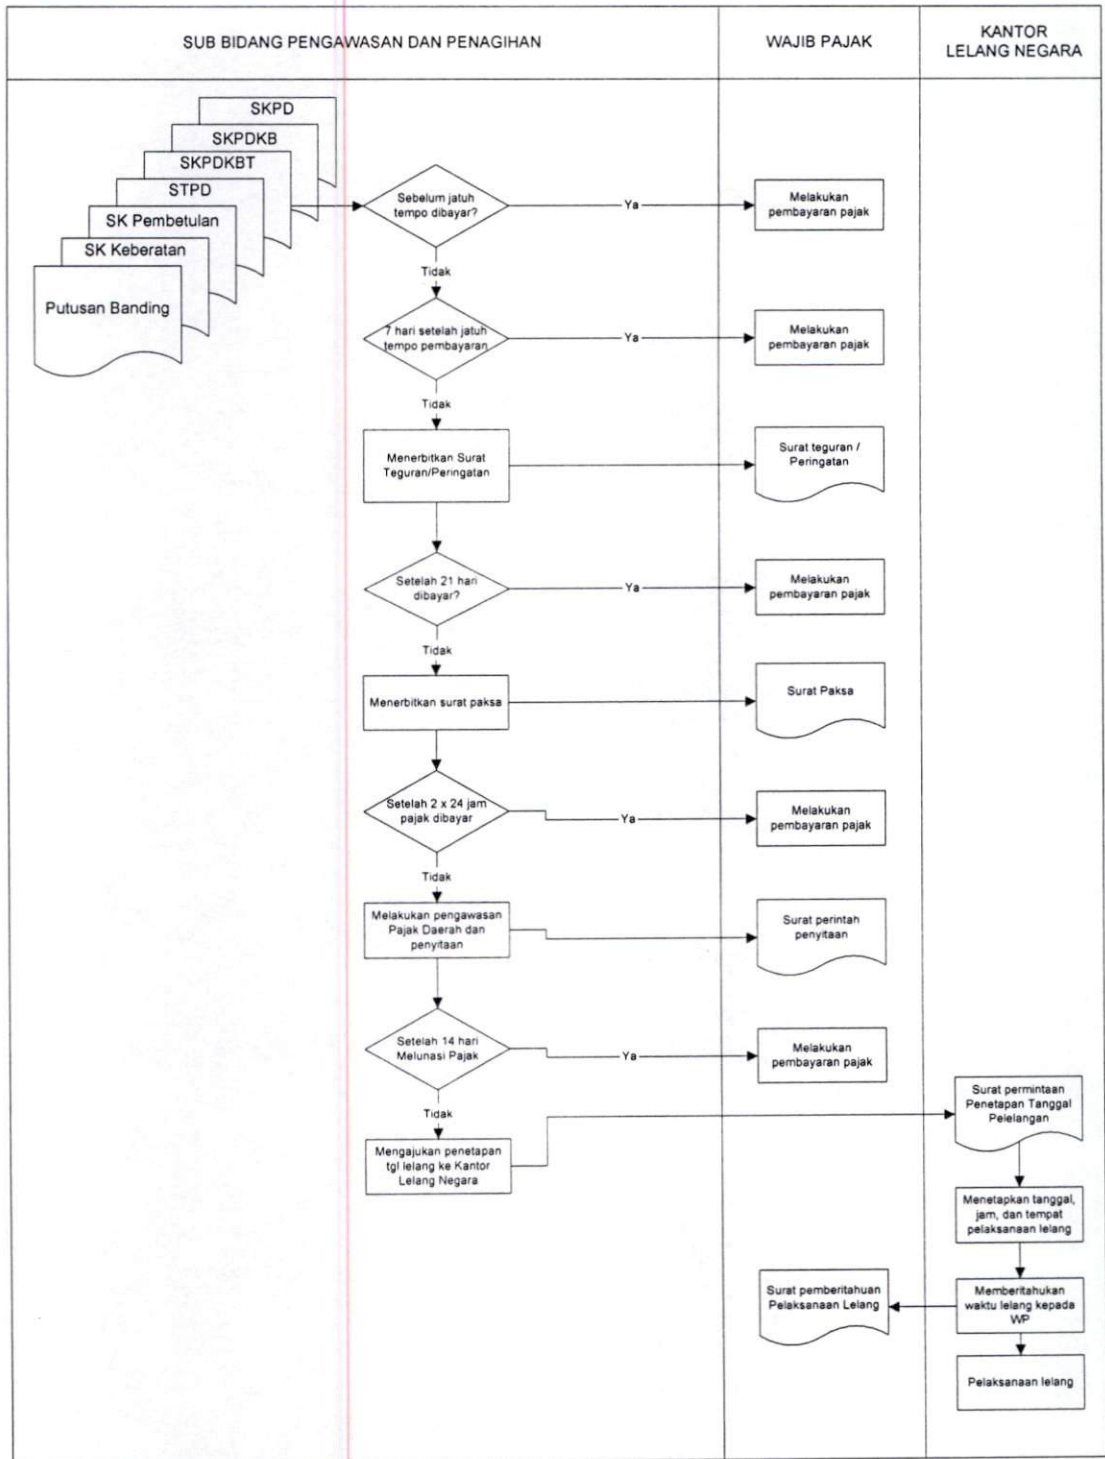 SUB BIDANG PENGAWASAN DAN PENAGIHAN
WAJIB PAJAK
KANTOR
LELANG NEGARA
SKPD
SKPDKB
SKPDKBT
STPD
SK Pembetulan
SK Keberatan
Putusan Banding
Sebelum jatuh
tempo dibayar?
Ya
Melakukan
pembayaran pajak
Tidak
7 hari setelah jatuh
tempo pembayaran
Ya
Melakukan
pembayaran pajak
Tidak
Menerbitkan Surat
Teguran/Peringatan
Surat teguran /
Peringatan
Setelah 21 hari
dibayar?
Ya
Melakukan
pembayaran pajak
Tidak
Menerbitkan surat paksa
Surat Paksa
Setelah 2 x 24 jam
pajak dibayar
Ya
Melakukan
pembayaran pajak
Tidak
Melakukan pengawasan
Pajak Daerah dan
penyitaan
Surat perintah
penyitaan
Setelah 14 hari
Melunasi Pajak
Ya
Melakukan
pembayaran pajak
Tidak
Mengajukan penetapan
tgl lelang ke Kantor
Lelang Negara
Surat permintaan
Penetapan Tanggal
Pelelangan
Menetapkan tanggal,
jam, dan tempat
pelaksanaan lelang
Memberitahukan
waktu lelang kepada
WP
Surat pemberitahuan
Pelaksanaan Lelang
Pelaksanaan lelang